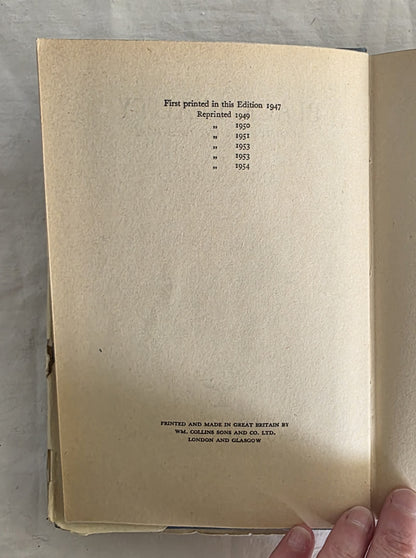 First printed in this Edition 1947
Reprinted 1949
„ 1950
„ 1951
„ 1953
„ 1953
„ 1954
PRINTED AND MADE IN GREAT BRITAIN BY
WM. COLLINS SONS AND CO. LTD.
LONDON AND GLASGOW